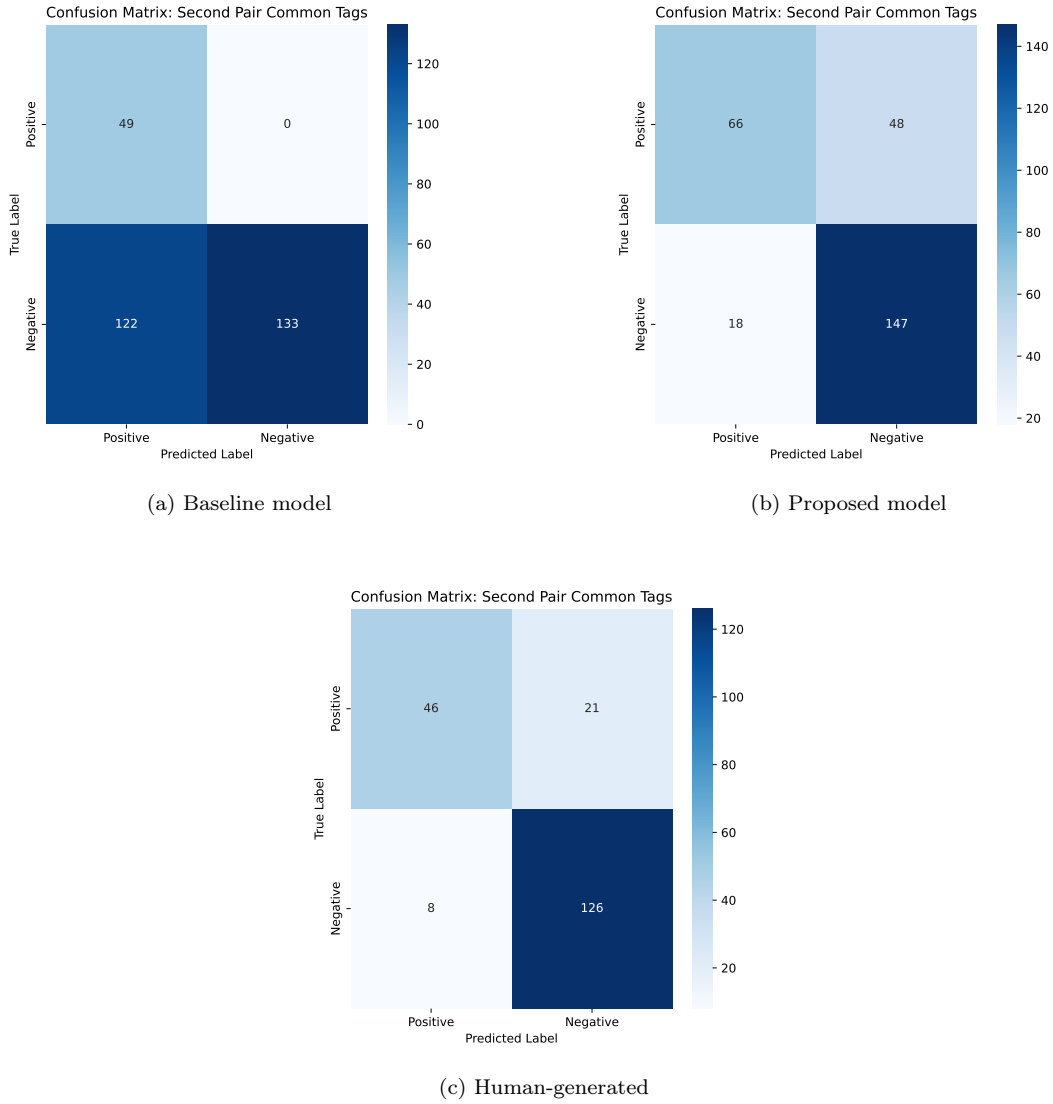 Confusion Matrix: Second Pair Common Tags
Positive
49
0
True Label
Negative
122
133
Positive
Negative
Predicted Label
120
100
80
60
40
20
0
(a) Baseline model
Confusion Matrix: Second Pair Common Tags
Positive
66
48
True Label
Negative
18
147
Positive
Negative
Predicted Label
140
120
100
80
60
40
20
(b) Proposed model
Confusion Matrix: Second Pair Common Tags
Positive
46
21
True Label
Negative
8
126
Positive
Negative
Predicted Label
120
100
80
60
40
20
(c) Human-generated